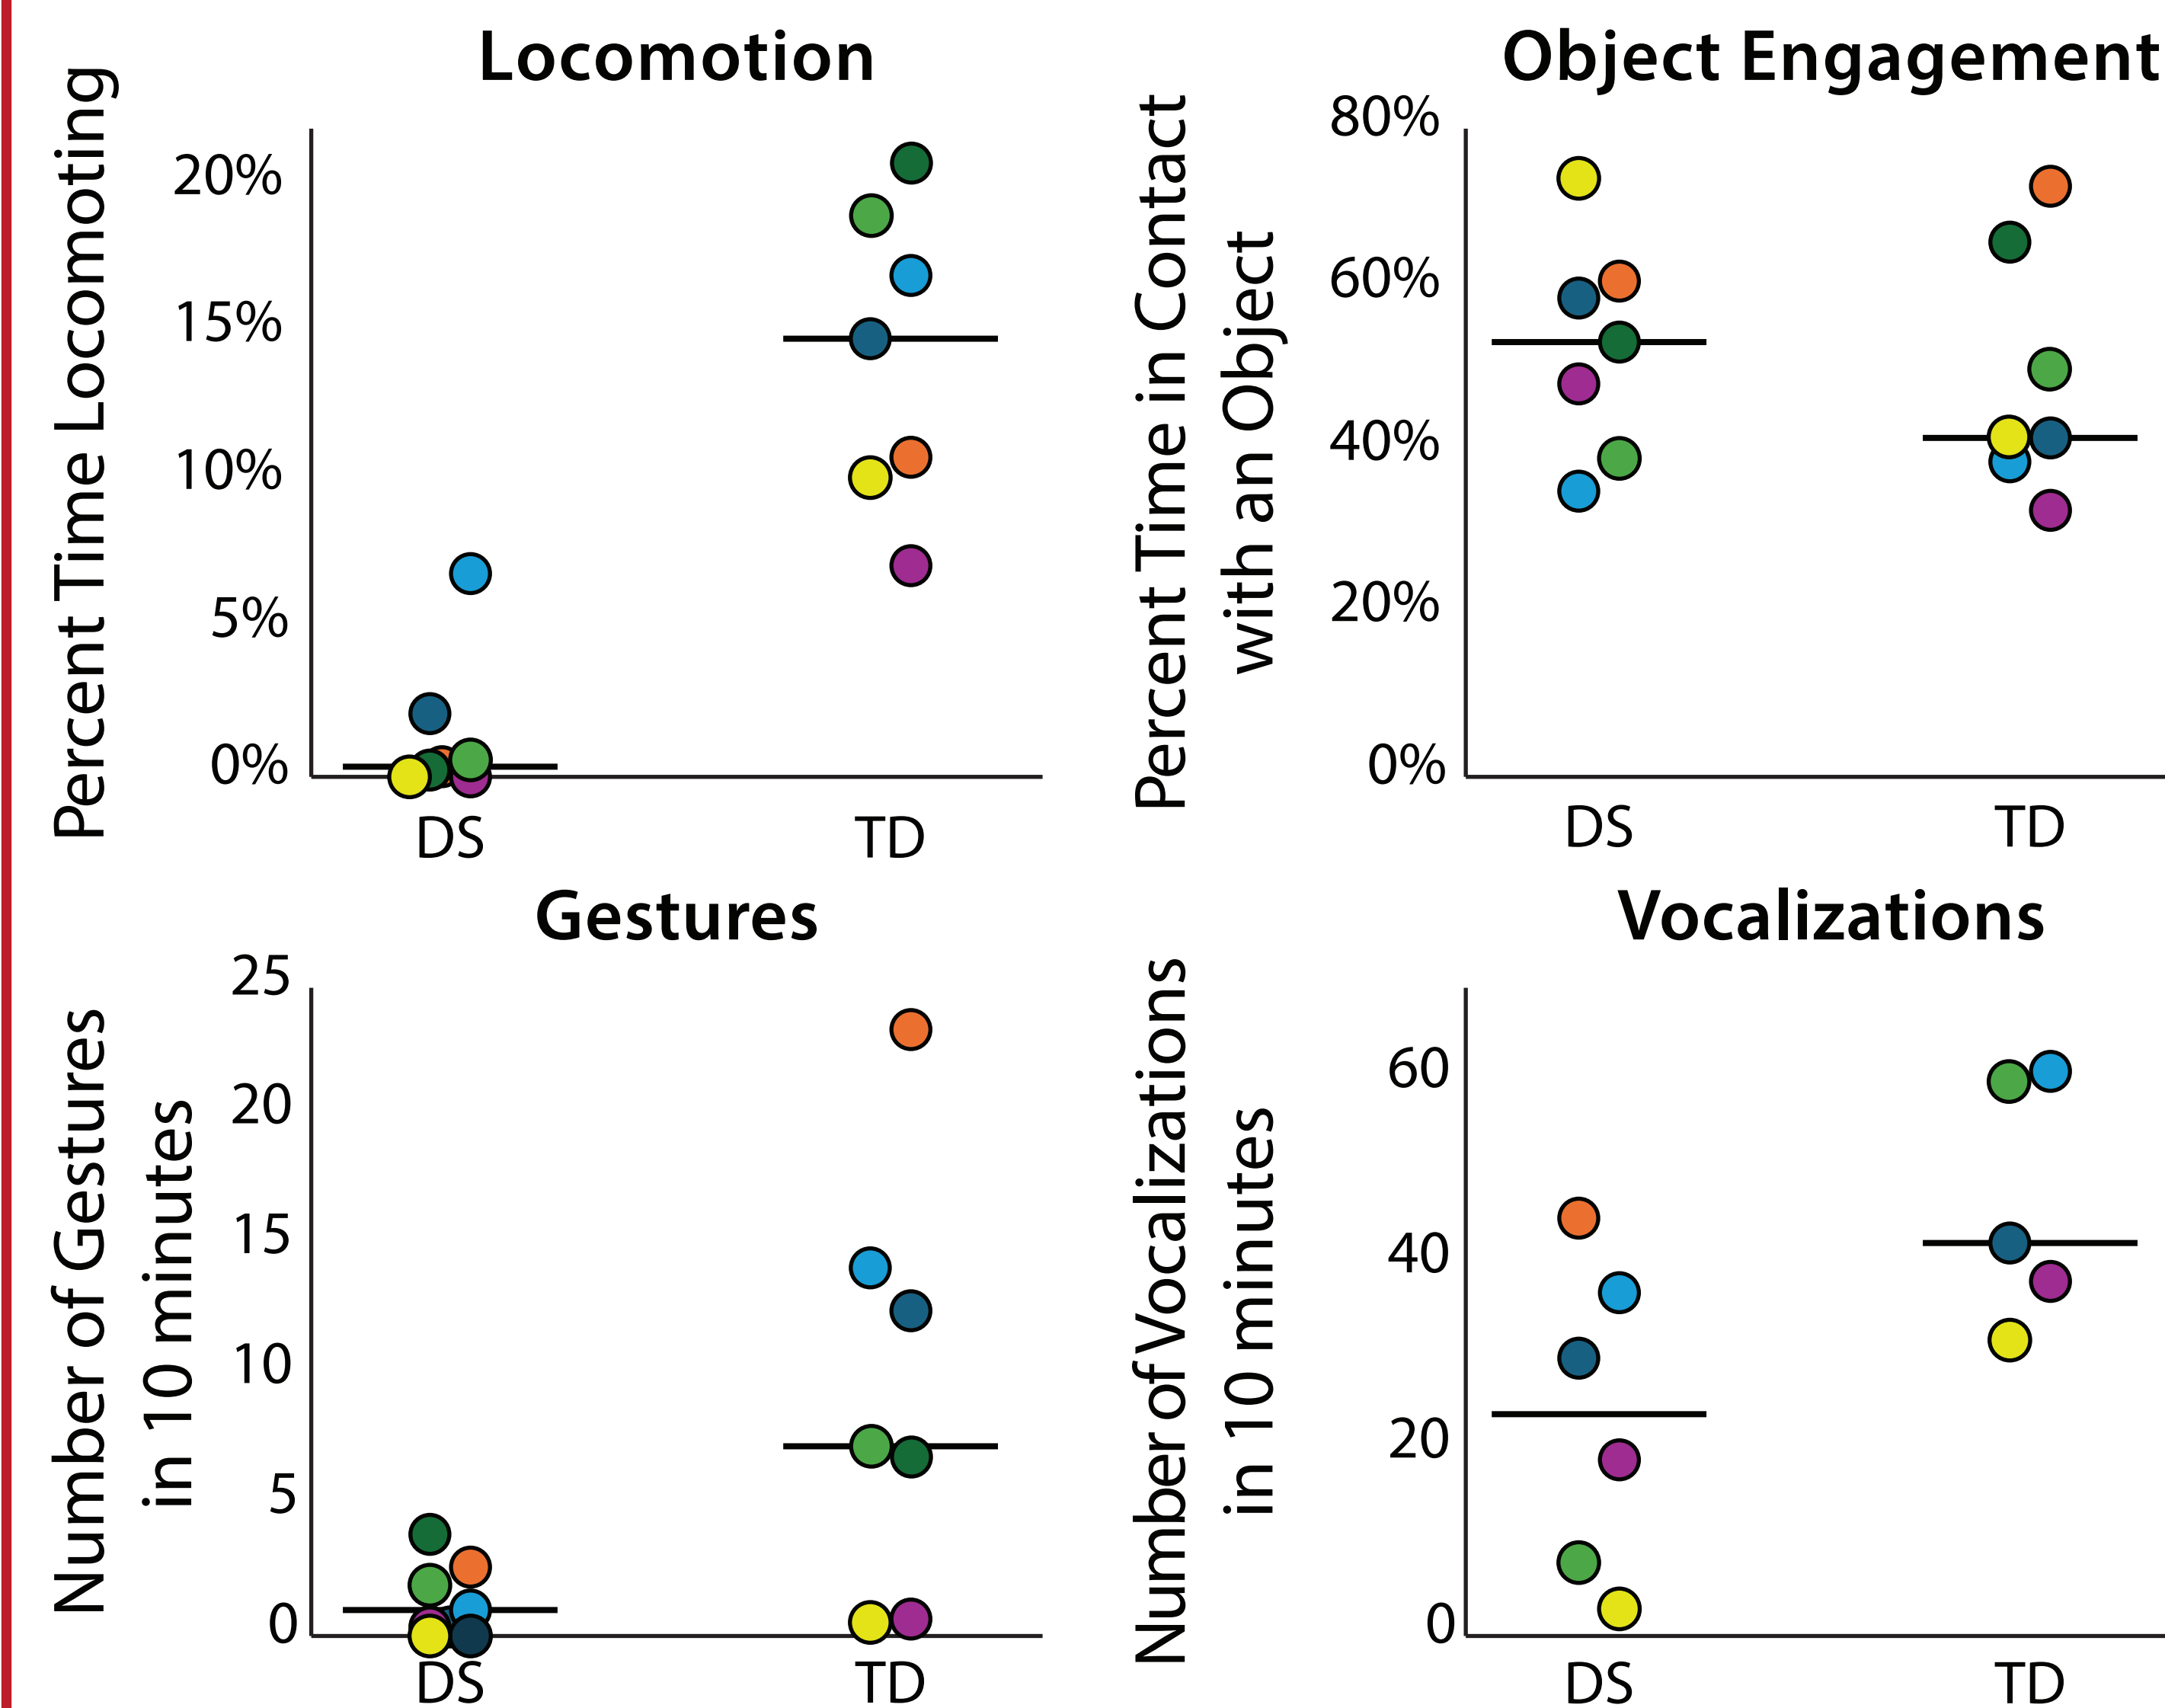 Locomotion
Percent Time Locomoting
20%
15%
10%
5%
0%
DS
TD
Object Engagement
Percent Time in Contact
with an Object
80%
60%
40%
20%
0%
DS
TD
Gestures
Number of Gestures
in 10 minutes
25
20
15
10
5
0
DS
TD
Vocalizations
Number of Vocalizations
in 10 minutes
60
40
20
0
DS
TD